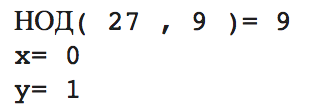 НОД( 27 , 9 )= 9
x= 0
y= 1